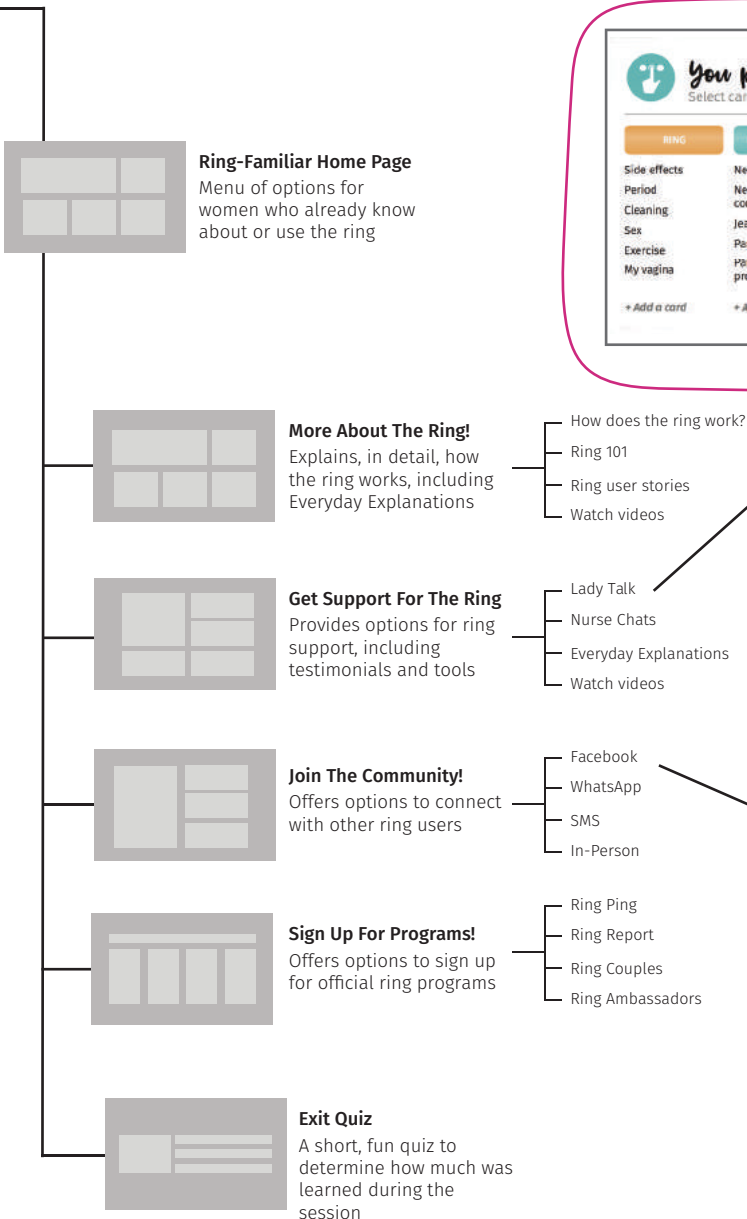 You
Select
RING
Side effects
Period
Cleaning
Sex
Exercise
My vagina
+ Add a card
Ring-Familiar Home Page
Menu of options for
women who already know
about or use the ring
More About The Ring!
Explains, in detail, how
the ring works, including
Everyday Explanations
How does the ring work?
Ring 101
Ring user stories
Watch videos
Get Support For The Ring
Provides options for ring
support, including
testimonials and tools
Lady Talk
Nurse Chats
Everyday Explanations
Watch videos
Join The Community!
Offers options to connect
with other ring users
Facebook
WhatsApp
SMS
In-Person
Sign Up For Programs!
Offers options to sign up
for official ring programs
Ring Ping
Ring Report
Ring Couples
Ring Ambassadors
Exit Quiz
A short, fun quiz to
determine how much was
learned during the
session